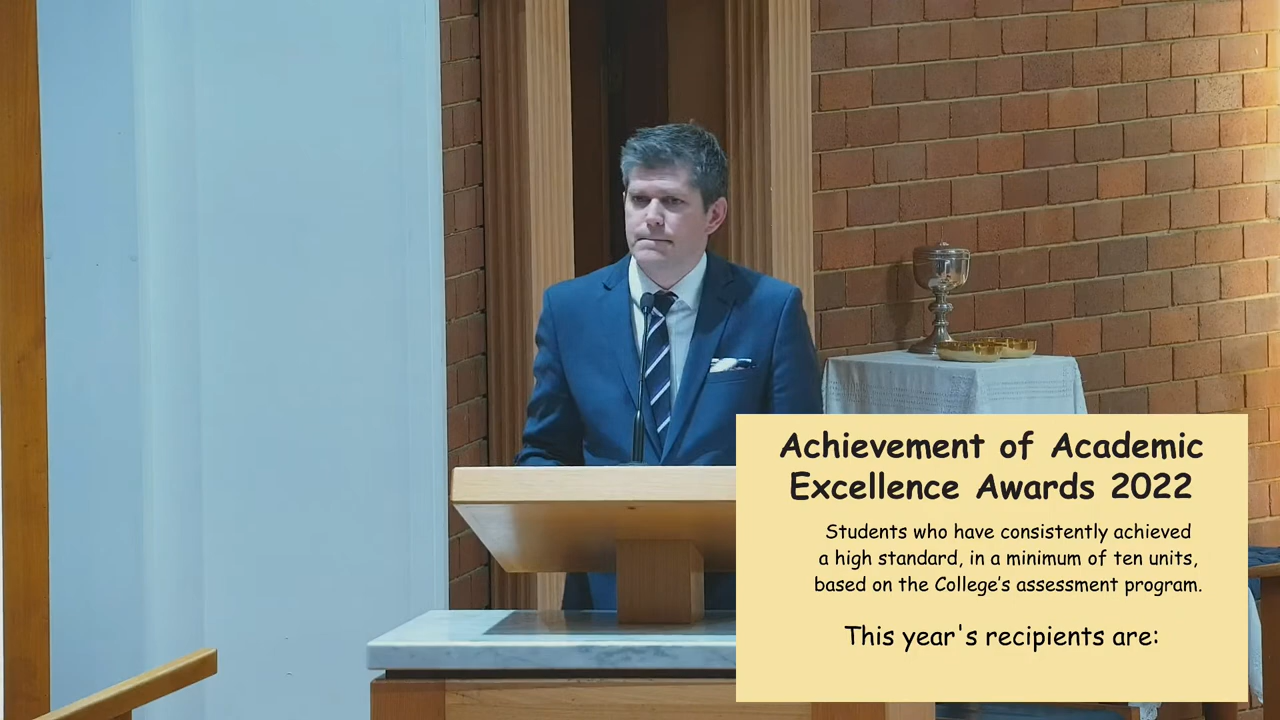 Achievement of Academic
Excellence Awards 2022
Students who have consistently achieved
a high standard, in a minimum of ten units,
based on the College's assessment program.
This year's recipients are: